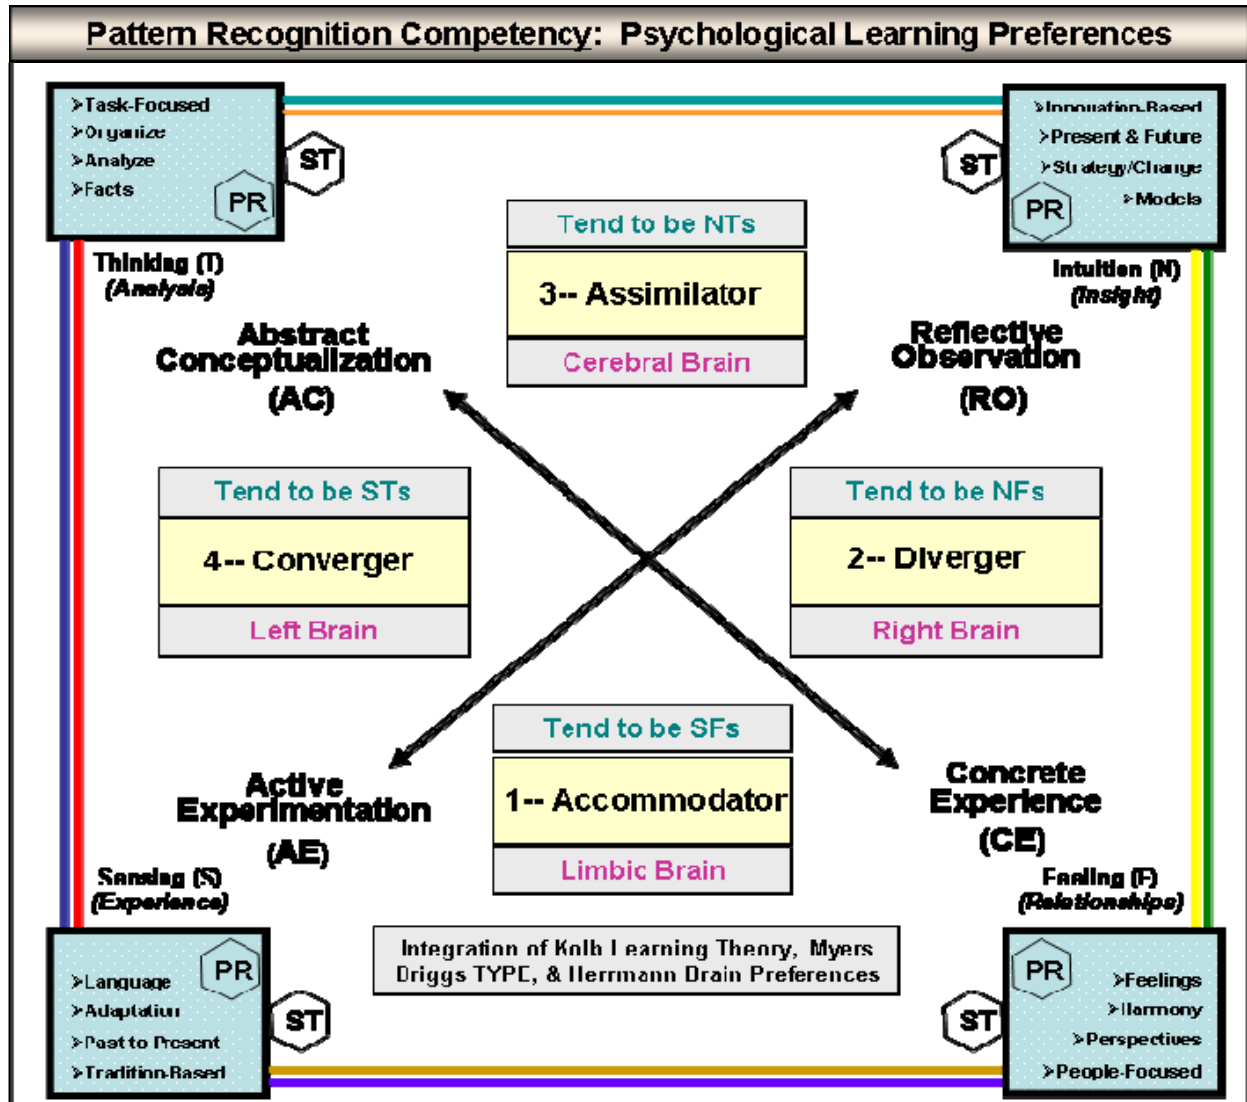 Pattern Recognition Competency: Psychological Learning Preferences
➢Task-Focused
➢Organize
➢Analyze
➢Facts
PR
ST
Thinking (T)
(Analysis)
ST
➢Innovation-Based
➢Present & Future
➢Strategy/Change
➢Models
PR
Intuition (N)
(Insight)
Tend to be NTs
3-- Assimilator
Cerebral Brain
Abstract
Conceptualization
(AC)
Reflective
Observation
(RO)
Tend to be STs
4-- Converger
Left Brain
Tend to be NFs
2-- Diverger
Right Brain
Tend to be SFs
1-- Accommodator
Limbic Brain
Active
Experimentation
(AE)
Concrete
Experience
(CE)
Sensing (S)
(Experience)
Feeling (F)
(Relationships)
PR
➢Language
➢Adaptation
➢Past to Present
➢Tradition-Based
ST
Integration of Kolb Learning Theory, Myers
Briggs TYPE, & Herrmann Brain Preferences
ST
PR
➢Feelings
➢Harmony
➢Perspectives
➢People-Focused